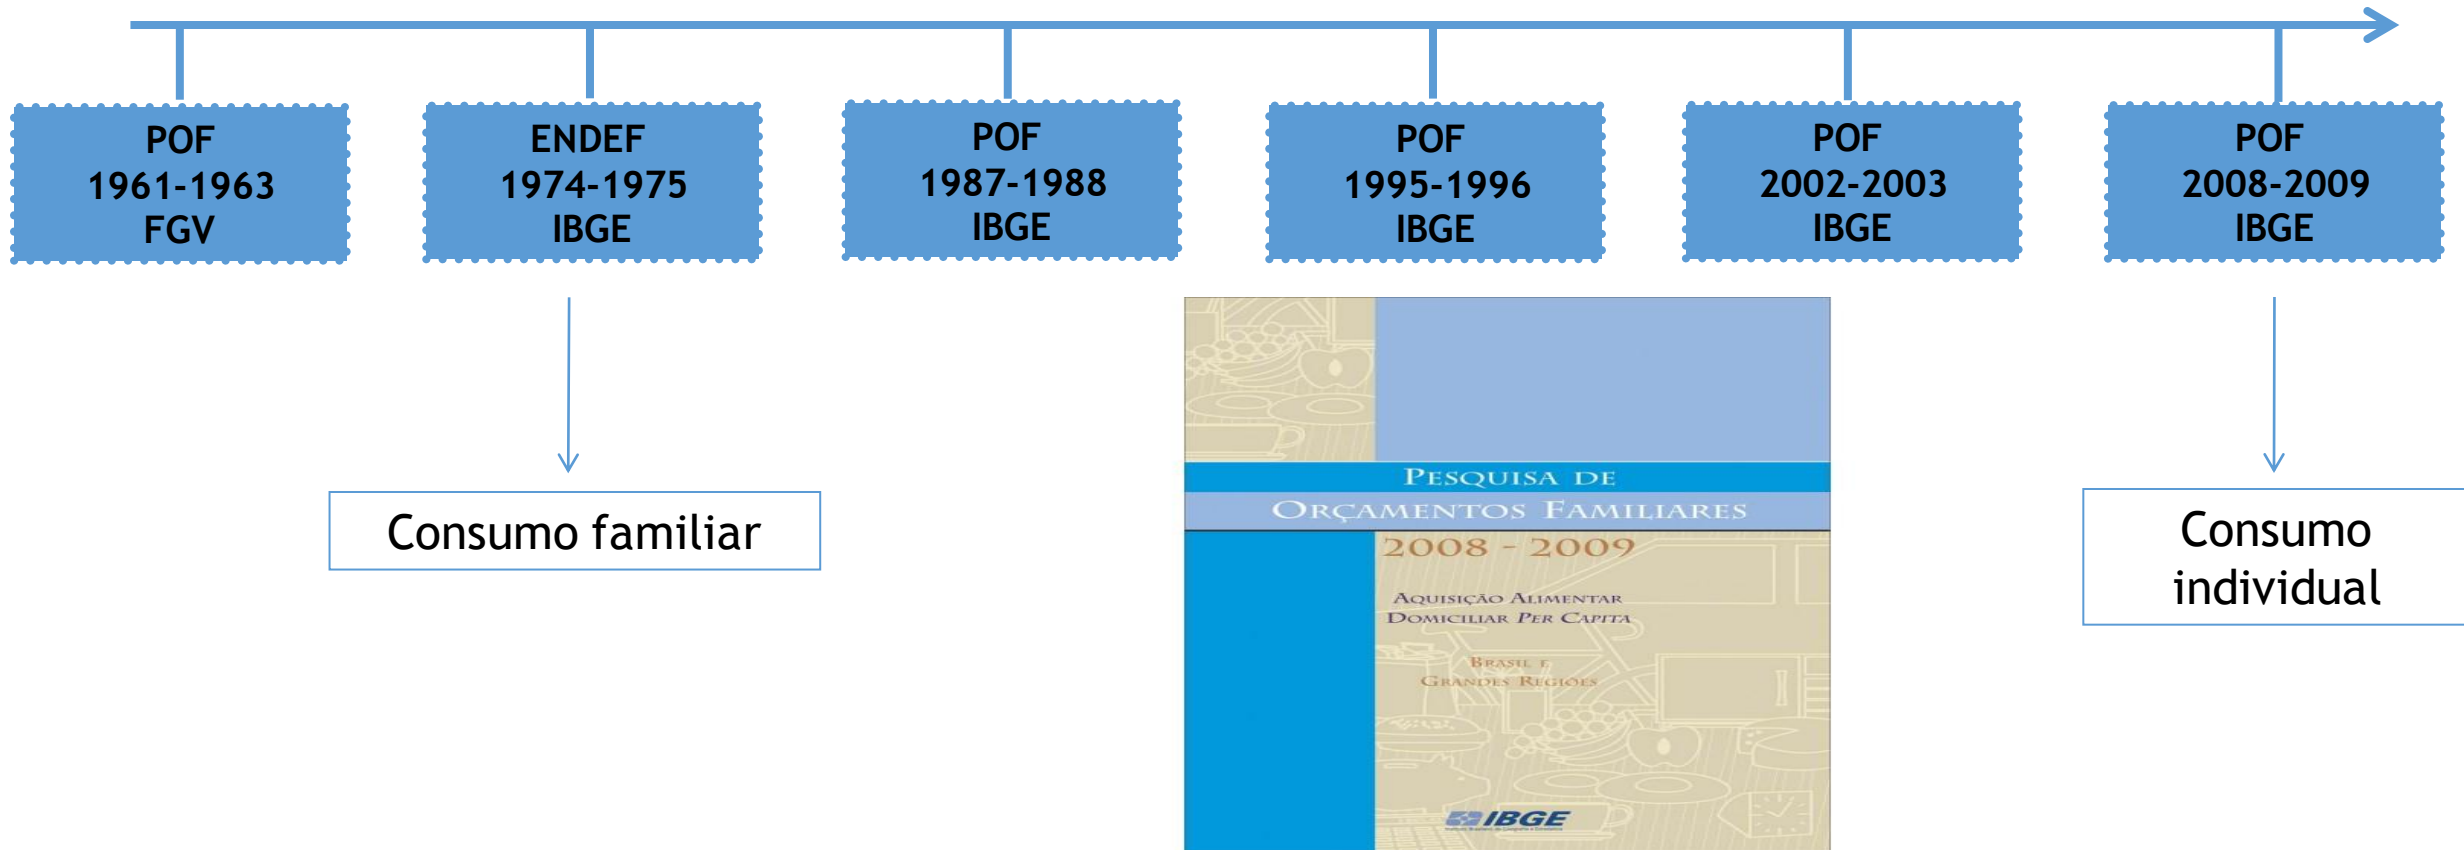 POF
1961-1963
FGV
ENDEF
1974-1975
IBGE
POF
1987-1988
IBGE
POF
1995-1996
IBGE
POF
2002-2003
IBGE
POF
2008-2009
IBGE
Consumo familiar
PESQUISA DE
ORÇAMENTOS FAMILIARES
2008 - 2009
AQUISIÇÃO ALIMENTAR
DOMICILIAR PER CAPITA
BRASIL E
GRANDES REGIÕES
IBGE
Consumo
individual